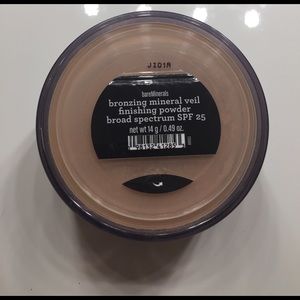 J101A
bareMinerals
bronzing mineral veil
finishing powder
broad spectrum SPF 25
net wt 14 g / 0.49 oz.